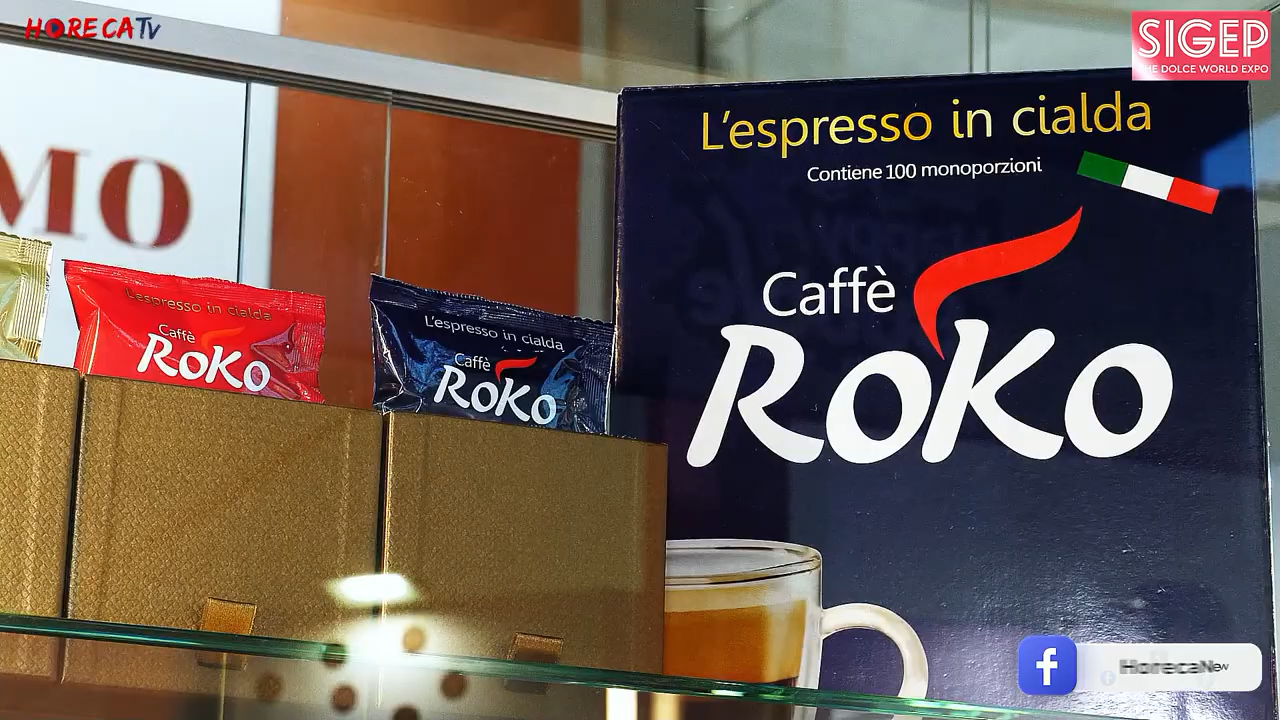 HORECATv
SIGEP
THE DOLCE WORLD EXPO
L'espresso in cialda
Contiene 100 monoporzioni
Caffè
RoKo
MO
L'espresso in cialda
Caffè
RoKo
L'espresso in cialda
Caffè
RoKo
HorecaNew